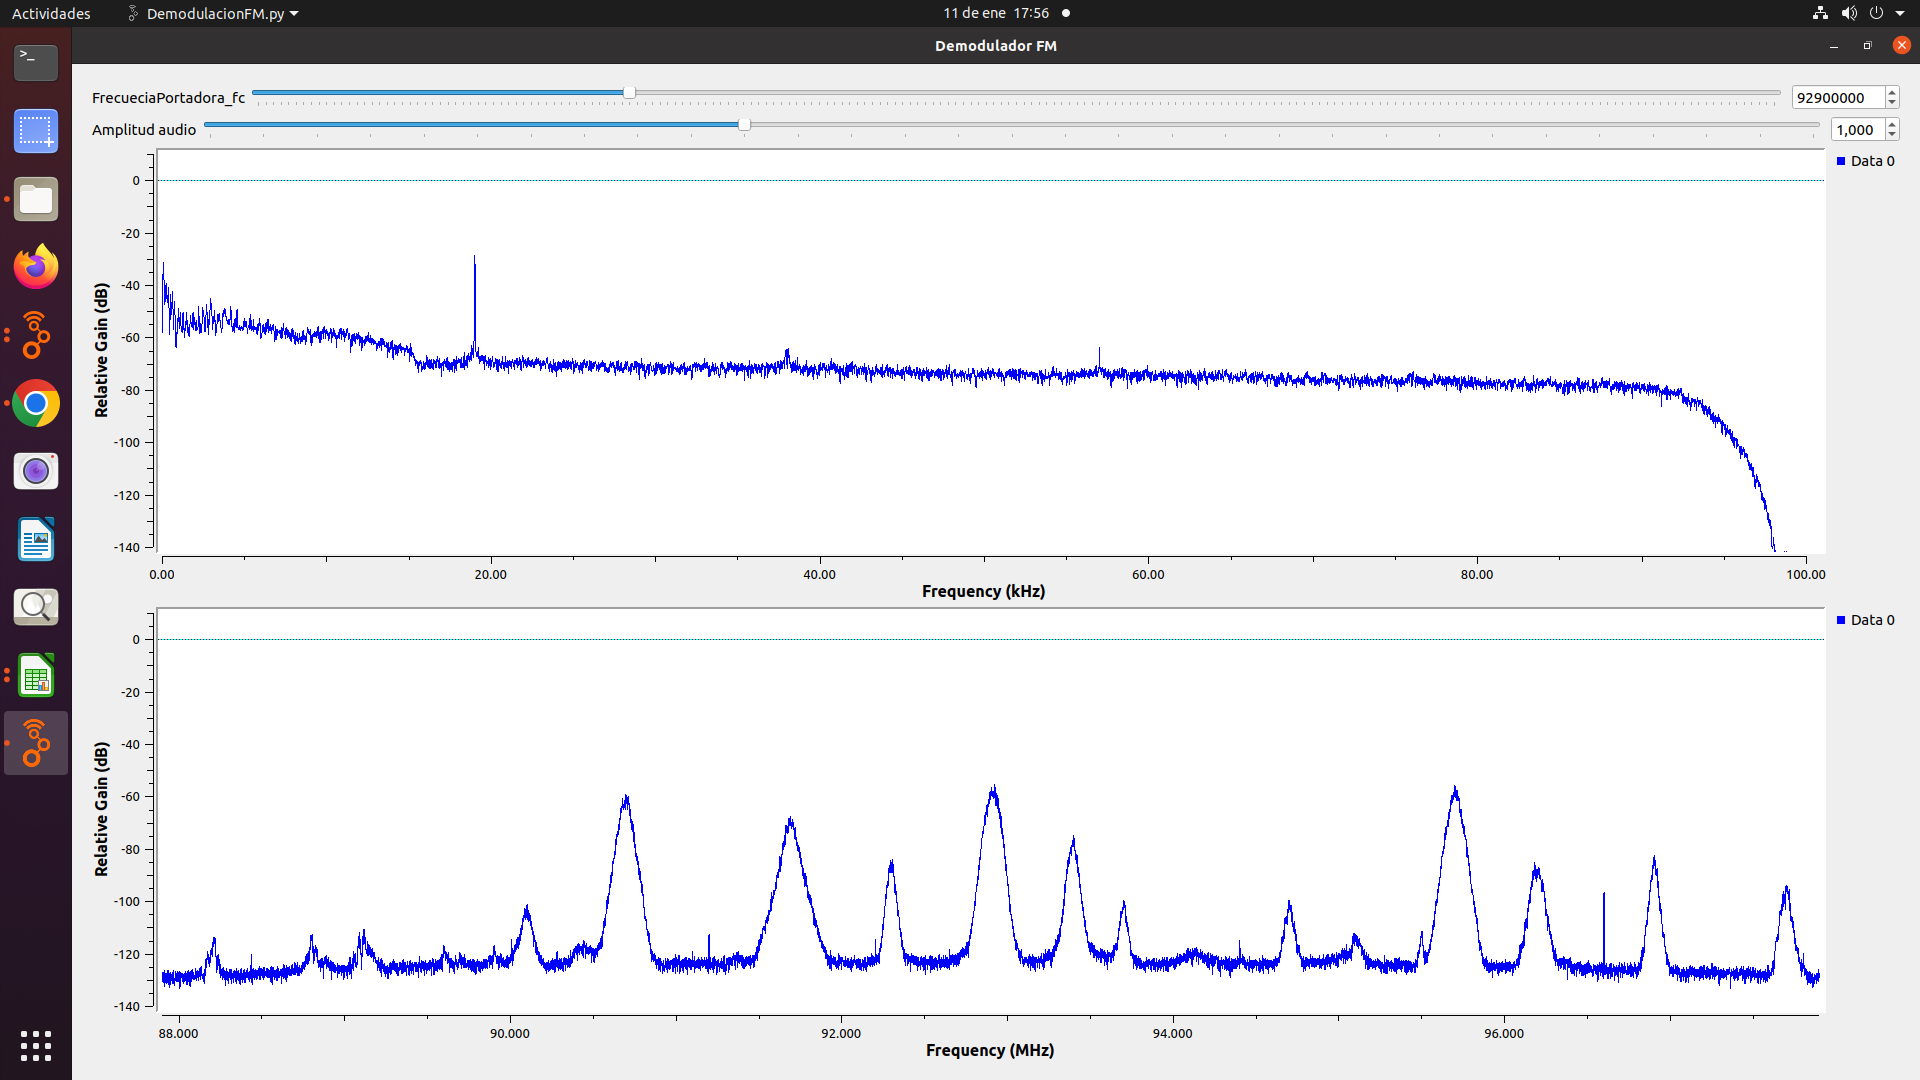 Actividades DemodulacionFM.py 11 de ene 17:56
Demodulador FM
FrecueciaPortadora_fc 92900000
Amplitud audio 1,000
Data 0
0
-20
-40
-60
-80
-100
-120
-140
Relative Gain (dB)
0.00 20.00 40.00 60.00 80.00 100.00
Frequency (kHz)
Data 0
0
-20
-40
-60
-80
-100
-120
-140
Relative Gain (dB)
88.000 90.000 92.000 94.000 96.000
Frequency (MHz)